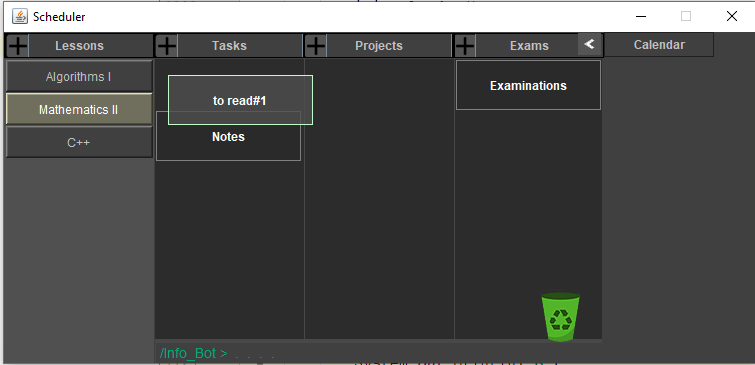 Scheduler
Lessons
Tasks
Projects
Exams
<
Calendar
Algorithms I
Mathematics II
C++
to read#1
Notes
Examinations
/Info_Bot > . . . .